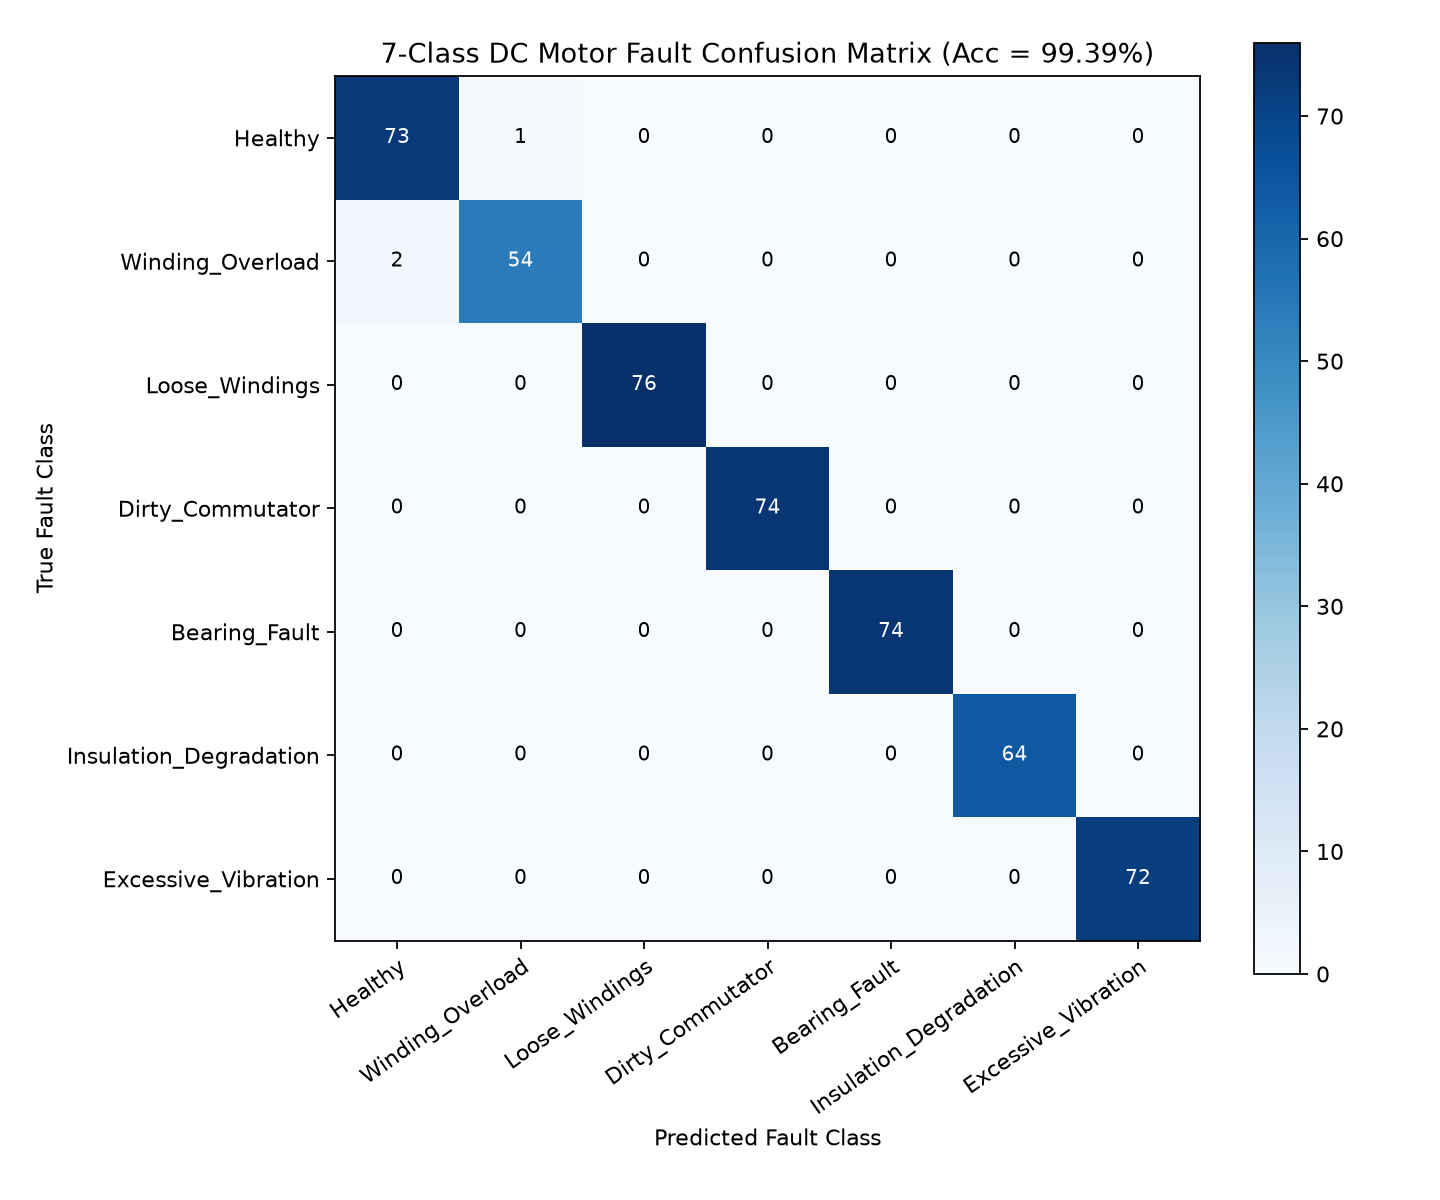 7-Class DC Motor Fault Confusion Matrix (Acc = 99.39%)
True Fault Class
Healthy 73 1 0 0 0 0 0
Winding_Overload 2 54 0 0 0 0 0
Loose_Windings 0 0 76 0 0 0 0
Dirty_Commutator 0 0 0 74 0 0 0
Bearing_Fault 0 0 0 0 74 0 0
Insulation_Degradation 0 0 0 0 0 64 0
Excessive_Vibration 0 0 0 0 0 0 72
Healthy
Winding_Overload
Loose_Windings
Dirty_Commutator
Bearing_Fault
Insulation_Degradation
Excessive_Vibration
Predicted Fault Class
70
60
50
40
30
20
10
0